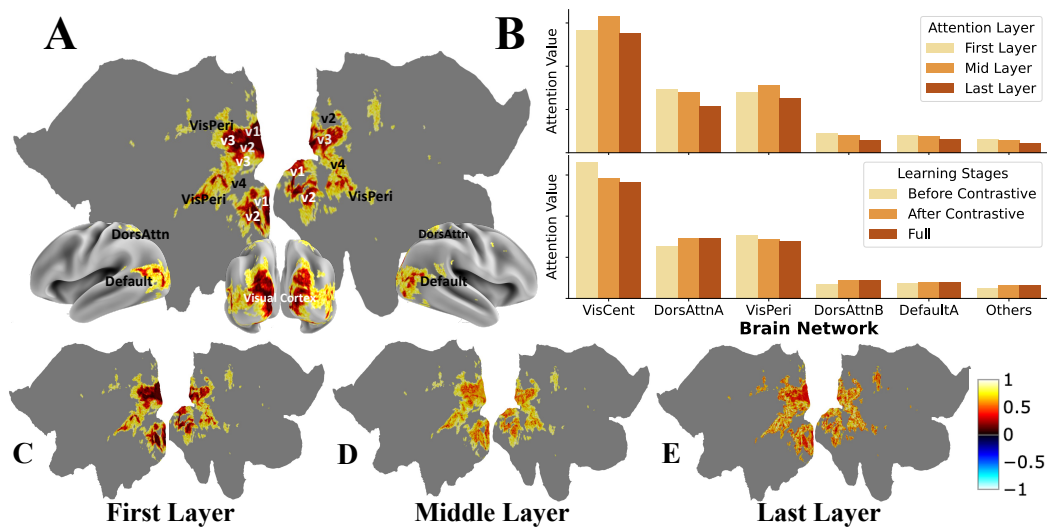 A
VisPeri
v1
v3
v2
v3
v4
VisPeri
v1
v2
v2
v3
v4
v1
v2
VisPeri
DorsAttn
Default
Visual Cortex
DorsAttn
Default
B
Attention Value
Attention Layer
First Layer
Mid Layer
Last Layer
Attention Value
Learning Stages
Before Contrastive
After Contrastive
Full
VisCent DorsAttnA VisPeri DorsAttnB DefaultA Others
Brain Network
C
First Layer
D
Middle Layer
E
Last Layer
1
0.5
0
−0.5
−1